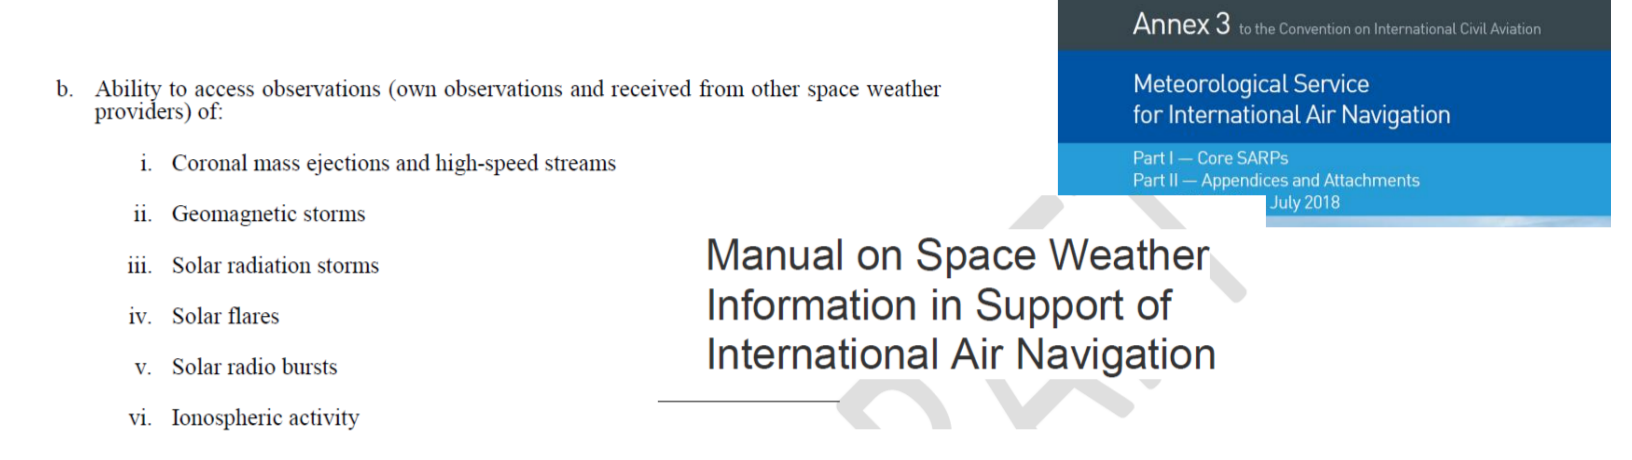 Annex 3 to the Convention on International Civil Aviation
Meteorological Service
for International Air Navigation
Part I — Core SARPs
Part II — Appendices and Attachments
July 2018
b. Ability to access observations (own observations and received from other space weather
providers) of:
i. Coronal mass ejections and high-speed streams
ii. Geomagnetic storms
iii. Solar radiation storms
iv. Solar flares
v. Solar radio bursts
vi. Ionospheric activity
Manual on Space Weather
Information in Support of
International Air Navigation